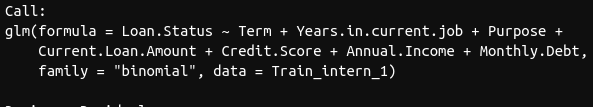 Call:
glm(formula = Loan.Status ~ Term + Years.in.current.job + Purpose +
    Current.Loan.Amount + Credit.Score + Annual.Income + Monthly.Debt,
    family = "binomial", data = Train_intern_1)